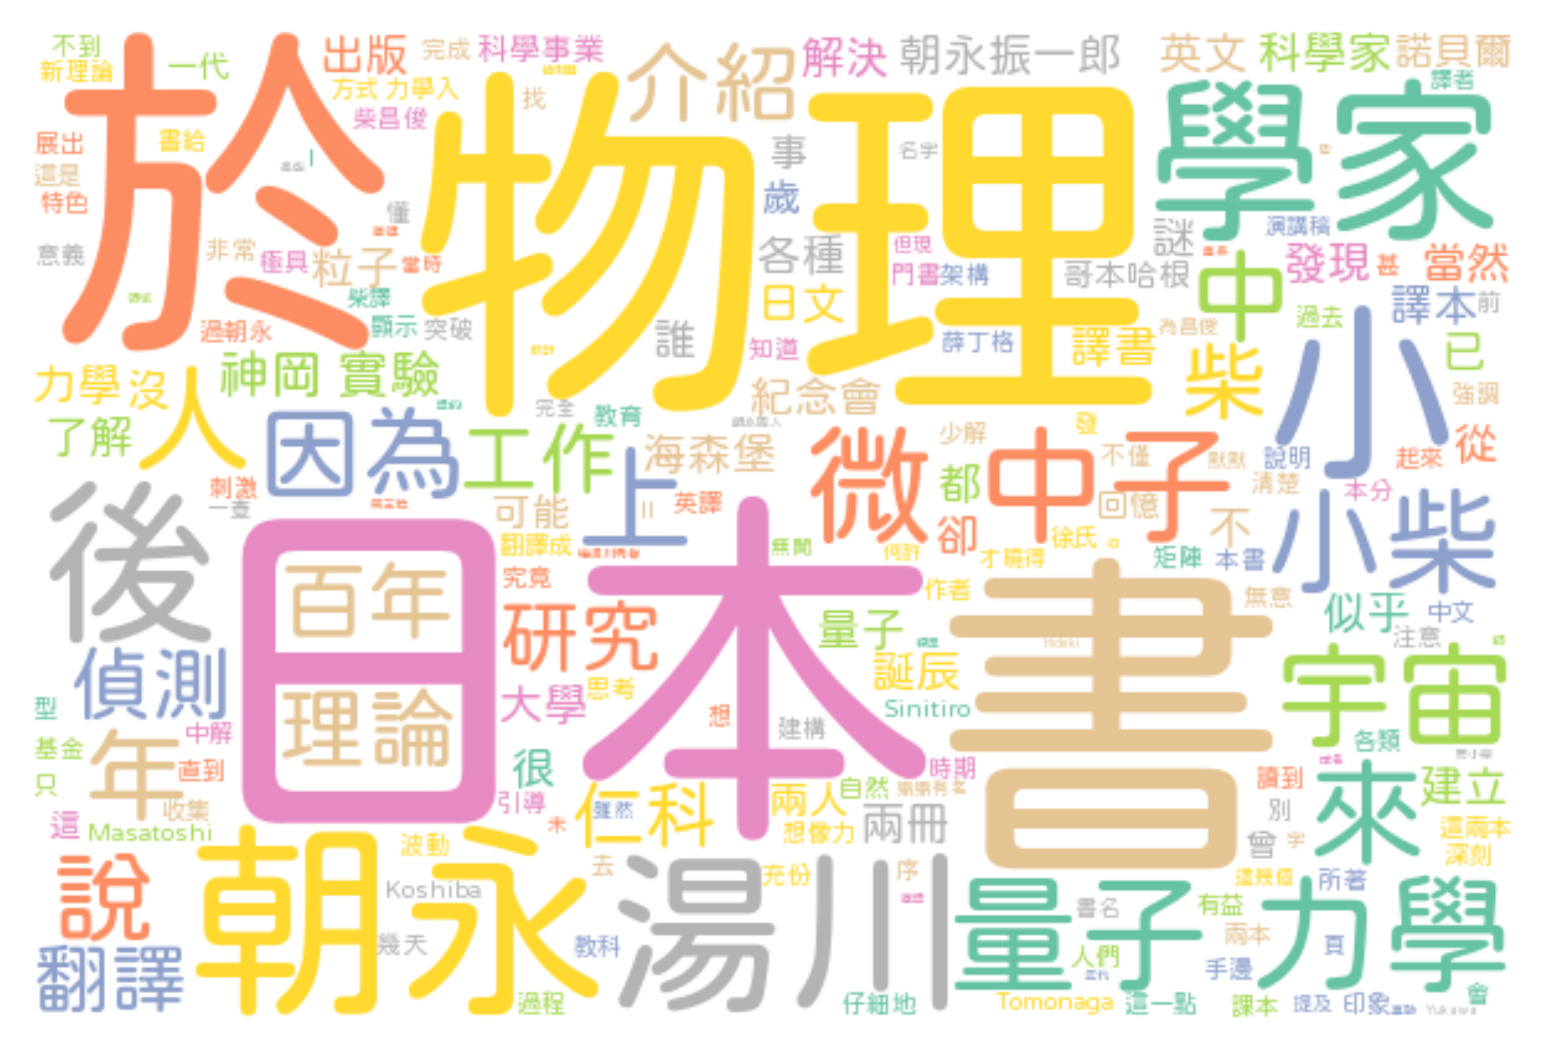 不到
新理論
一代
出版
完成
科學事業
介紹
解決
朝永振一郎
英文
科學家
諾貝爾
譯者
於
物理
學家
方式
力學入
柴昌俊
找
展出
書給
這是
特色
事
名字
歲
懂
謎
演講稿
意義
非常
極具
粒子
當時
各種
但現
門書
架構
哥本哈根
中
發現
甚
當然
柴譯
日文
譯本
前
過朝永
顯示
突破
誰
知道
薛丁格
譯書
為昌俊
過去
小
已
力學
沒
人
神岡
實驗
紀念會
柴
強調
了解
因為
完全
教育
工作
上
海森堡
微中子
少解
發
不僅
默默
說明
起來
從
刺激
一直
後
可能
英譯
都
卻
回憶
清楚
本分
不
小柴
翻譯成
無聞
何許
才曉得
徐氏
矩陣
本書
日本
百年
理論
究竟
研究
量子
作者
書
Hideki
無意
似乎
中文
注意
偵測
誕辰
思考
大學
想
建構
Sinitiro
宇宙
型
中解
基金
年
直到
很
時期
各類
只
收集
引導
雖然
仁科
兩人
自然
讀到
建立
來
這
Masatoshi
未
想像力
兩冊
別
曾
字
這兩本
深刻
說
朝永
波動
Koshiba
去
湯川
充份
序
量子力學
這幾個
所著
書名
有益
兩本
頁
翻譯
幾天
教科
人們
手邊
過程
仔細地
Tomonaga
這一點
課本
提及
印象
Yukawa
會